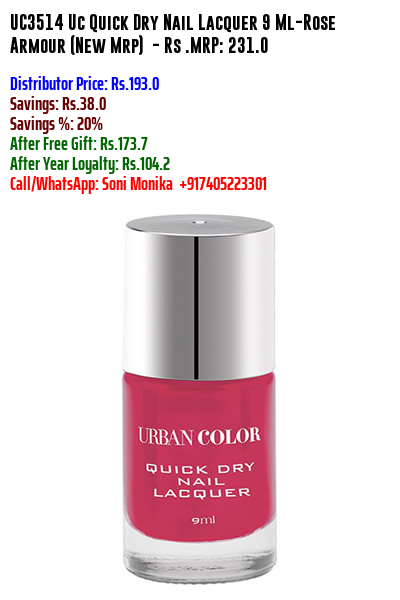 UC3514 Uc Quick Dry Nail Lacquer 9 Ml-Rose
Armour (New Mrp) - Rs .MRP: 231.0
Distributor Price: Rs.193.0
Savings: Rs.38.0
Savings %: 20%
After Free Gift: Rs.173.7
After Year Loyalty: Rs.104.2
Call/WhatsApp: Soni Monika +917405223301
URBAN COLOR
QUICK DRY
NAIL
LACQUER
9ml